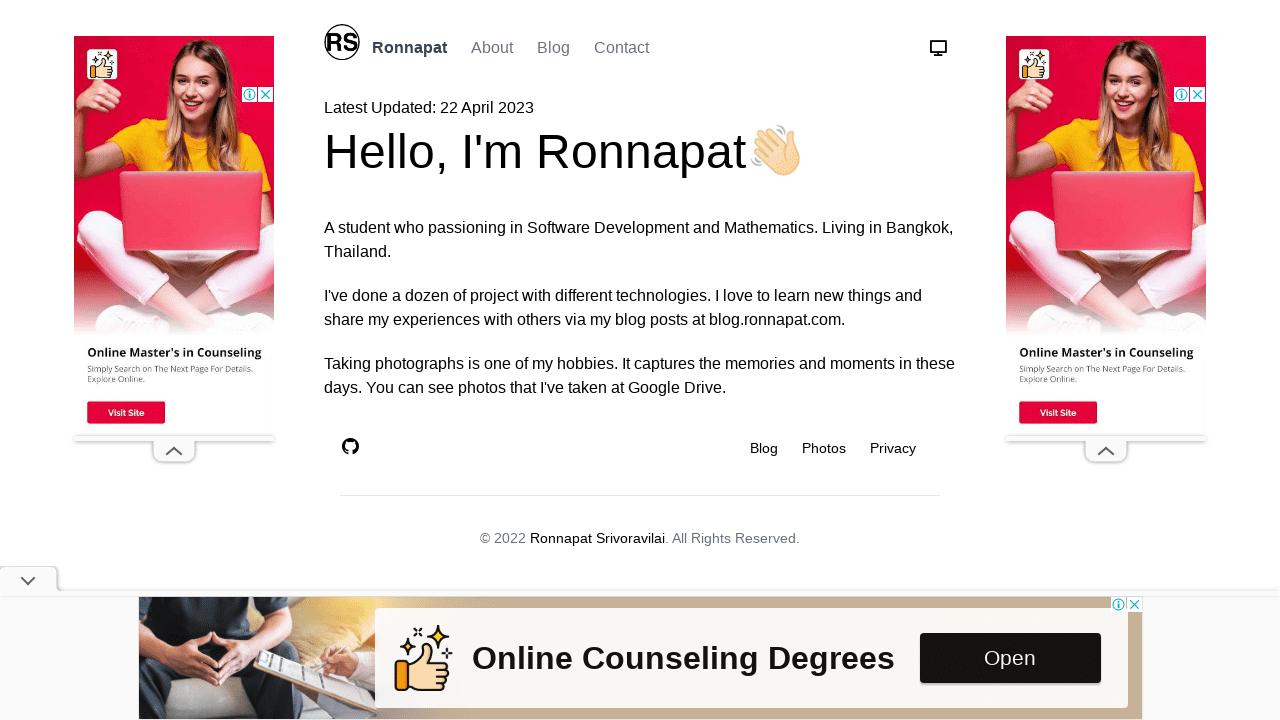 RS
Ronnapat About Blog Contact
Latest Updated: 22 April 2023
Hello, I'm Ronnapat👋🏻
A student who passioning in Software Development and Mathematics. Living in Bangkok,
Thailand.
I've done a dozen of project with different technologies. I love to learn new things and
share my experiences with others via my blog posts at blog.ronnapat.com.
Taking photographs is one of my hobbies. It captures the memories and moments in these
days. You can see photos that I've taken at Google Drive.
Blog Photos Privacy
© 2022 Ronnapat Srivoravilai. All Rights Reserved.
Online Master's in Counseling
Simply Search on The Next Page For Details.
Explore Online.
Visit Site
Online Master's in Counseling
Simply Search on The Next Page For Details.
Explore Online.
Visit Site
Online Counseling Degrees
Open